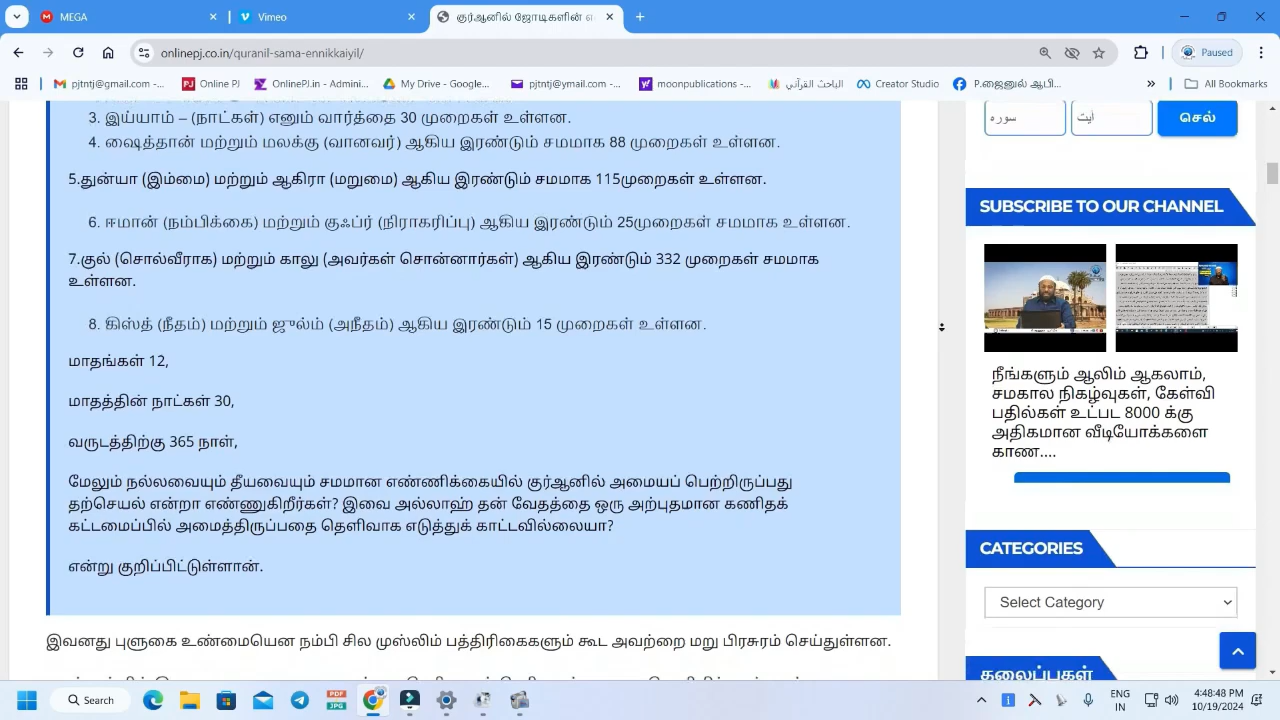 MEGA
Vimeo
குர்ஆனில் ஜோடிகளின் எ
onlinepj.co.in/quranil-sama-ennikkaiyil/
Paused
pjtntj@gmail.com -...
Online PJ
OnlinePJ.in - Admini...
My Drive - Google...
pjtntj@ymail.com -...
moonpublications -...
الباحث القرآني
Creator Studio
P.ஜைனுல் ஆபி...
All Bookmarks
3. இய்யாம் – (நாட்கள்) எனும் வார்த்தை 30 முறைகள் உள்ளன.
4. ஷைத்தான் மற்றும் மலக்கு (வானவர்) ஆகிய இரண்டும் சமமாக 88 முறைகள் உள்ளன.
5.துன்யா (இம்மை) மற்றும் ஆகிரா (மறுமை) ஆகிய இரண்டும் சமமாக 115முறைகள் உள்ளன.
6. ஈமான் (நம்பிக்கை) மற்றும் குஃப்ர் (நிராகரிப்பு) ஆகிய இரண்டும் 25முறைகள் சமமாக உள்ளன.
7.குல் (சொல்வீராக) மற்றும் காலு (அவர்கள் சொன்னார்கள்) ஆகிய இரண்டும் 332 முறைகள் சமமாக
உள்ளன.
8. கிஸ்த் (நீதம்) மற்றும் ஜுல்ம் (அநீதம்) ஆகிய இரண்டும் 15 முறைகள் உள்ளன.
மாதங்கள் 12,
மாதத்தின் நாட்கள் 30,
வருடத்திற்கு 365 நாள்,
மேலும் நல்லவையும் தீயவையும் சமமான எண்ணிக்கையில் குர்ஆனில் அமையப் பெற்றிருப்பது
தற்செயல் என்றா எண்ணுகிறீர்கள்? இவை அல்லாஹ் தன் வேதத்தை ஒரு அற்புதமான கணிதக்
கட்டமைப்பில் அமைத்திருப்பதை தெளிவாக எடுத்துக் காட்டவில்லையா?
என்று குறிப்பிட்டுள்ளான்.
இவனது புளுகை உண்மையென நம்பி சில முஸ்லிம் பத்திரிகைகளும் கூட அவற்றை மறு பிரசுரம் செய்துள்ளன.
سورہ
آیت
செல்
SUBSCRIBE TO OUR CHANNEL
நீங்களும் ஆலிம் ஆகலாம்,
சமகால நிகழ்வுகள், கேள்வி
பதில்கள் உட்பட 8000 க்கு
அதிகமான வீடியோக்களை
காண....
CATEGORIES
Select Category
தலைப்புகள்
Search
ENG
IN
4:48:48 PM
10/19/2024